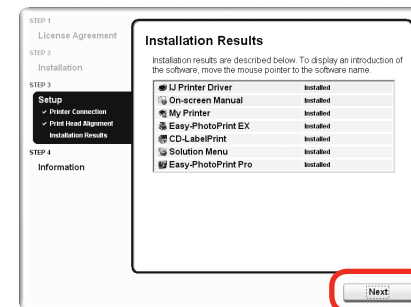 STEP 1
License Agreement
STEP 2
Installation
STEP 3
Setup
Printer Connection
Print Head Alignment
Installation Results
STEP 4
Information
Installation Results
Installation results are described below. To display an introduction of
the software, move the mouse pointer to the software name.
IJ Printer Driver Installed
On-screen Manual Installed
My Printer Installed
Easy-PhotoPrint EX Installed
CD-LabelPrint Installed
Solution Menu Installed
Easy-PhotoPrint Pro Installed
Next